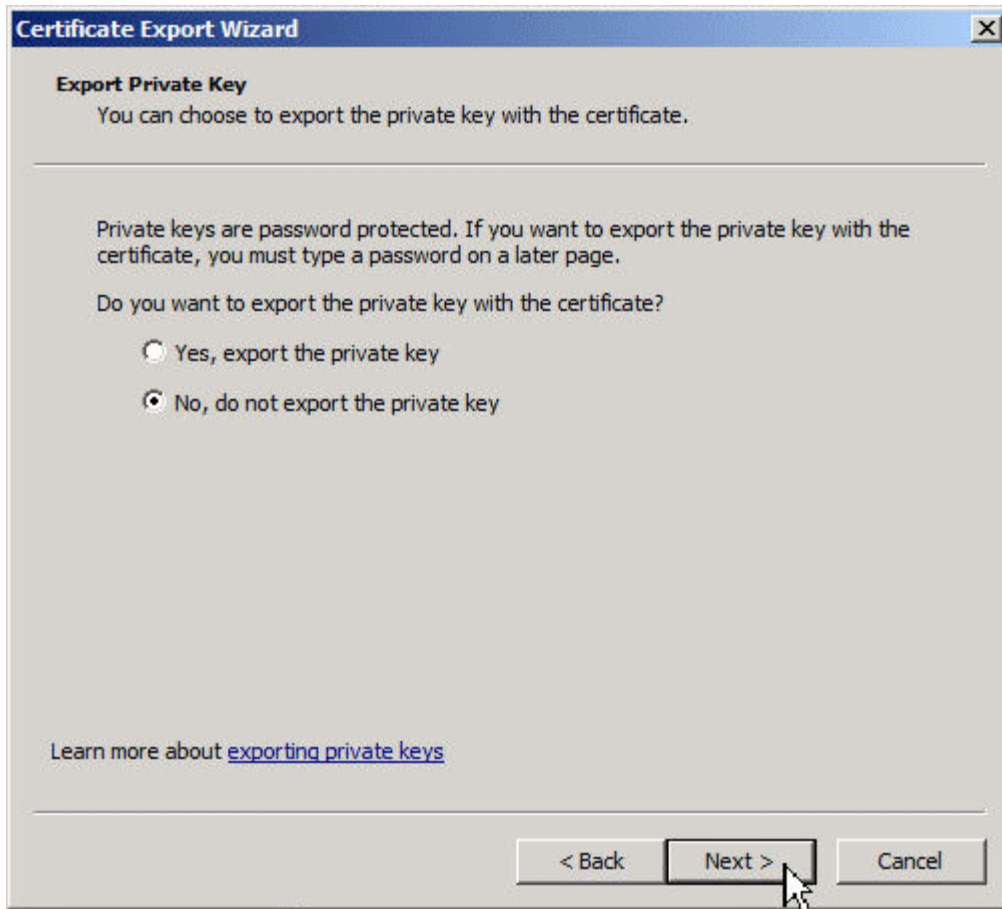 Certificate Export Wizard
Export Private Key
You can choose to export the private key with the certificate.
Private keys are password protected. If you want to export the private key with the
certificate, you must type a password on a later page.
Do you want to export the private key with the certificate?
Yes, export the private key
No, do not export the private key
Learn more about exporting private keys
< Back Next > Cancel